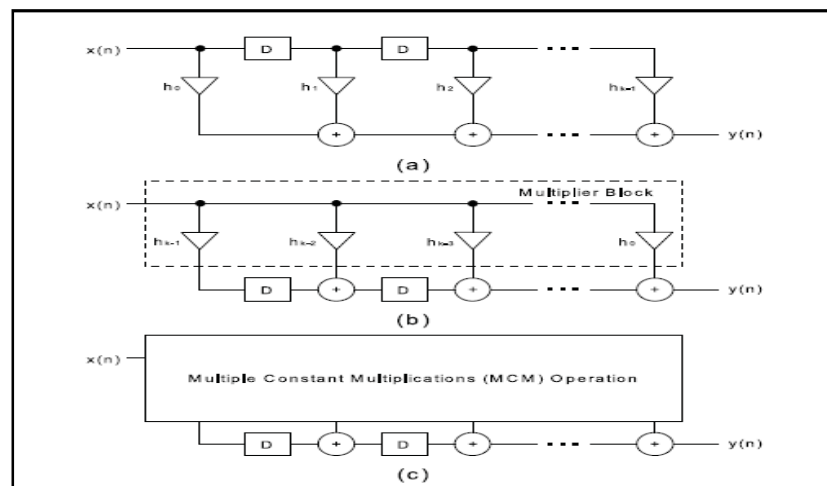 x(n) D D ...
h0 h1 h2 hk-1
+ + ... + y(n)
(a)
Multiplier Block
x(n) ...
hk-1 hk-2 hk-3 h0
D + D + ... + y(n)
(b)
x(n)
Multiple Constant Multiplications (MCM) Operation
D + D + ... + y(n)
(c)